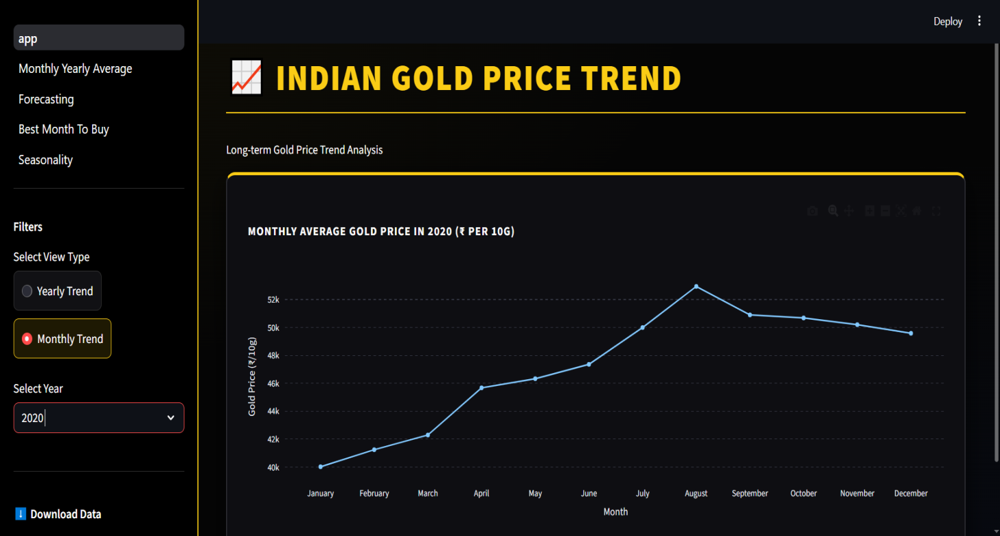 app
Monthly Yearly Average
Forecasting
Best Month To Buy
Seasonality
Filters
Select View Type
Yearly Trend
Monthly Trend
Select Year
2020
Download Data
Deploy
INDIAN GOLD PRICE TREND
Long-term Gold Price Trend Analysis
MONTHLY AVERAGE GOLD PRICE IN 2020 (₹ PER 10G)
Gold Price (₹/10g)
52k
50k
48k
46k
44k
42k
40k
January February March April May June July August September October November December
Month